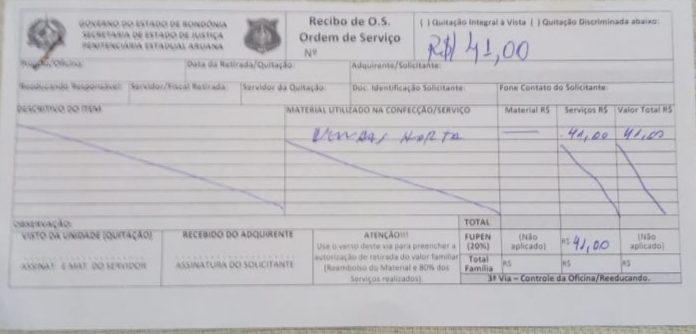 GOVERNO DO ESTADO DE RONDÔNIA
SECRETARIA DE ESTADO DE JUSTIÇA
PENITENCIÁRIA ESTADUAL ARUANA
Recibo de O.S.
Ordem de Serviço
Nº
( ) Quitação Integral à Vista ( ) Quitação Discriminada abaixo:
R$ 41,00
Projeto/Oficina:
Data da Retirada/Quitação:
Adquirente/Solicitante:
Reeducando Responsável:
Servidor/Fiscal Retirada:
Servidor da Quitação:
Doc. Identificação Solicitante:
Fone Contato do Solicitante:
DESCRITIVO DO ITEM
MATERIAL UTILIZADO NA CONFECÇÃO/SERVIÇO
Material R$
Serviços R$
Valor Total R$
VENDAS HORTA
41,00
41,00
OBSERVAÇÃO:
TOTAL
VISTO DA UNIDADE (QUITAÇÃO)
RECEBIDO DO ADQUIRENTE
ATENÇÃO!!!
Use o verso deste via para preencher a
autorização de retirada do valor familiar
(Reembolso do Material e 80% dos
Serviços realizados).
FUPEN
(20%)
(Não
aplicado)
R$ 41,00
(Não
aplicado)
ASSINAT. E MAT. DO SERVIDOR
ASSINATURA DO SOLICITANTE
Total
Família
R$
R$
R$
3ª Via – Controle da Oficina/Reeducando.